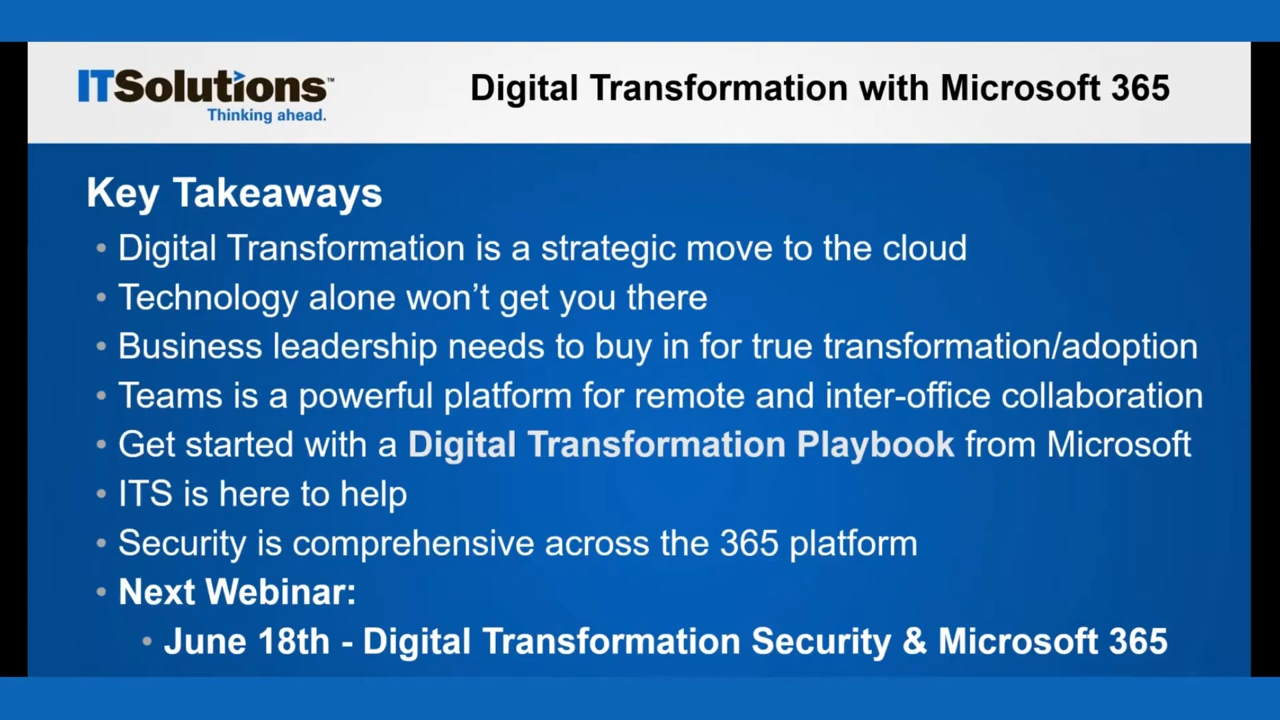 ITSolutions™
Thinking ahead.
Digital Transformation with Microsoft 365
Key Takeaways
• Digital Transformation is a strategic move to the cloud
• Technology alone won’t get you there
• Business leadership needs to buy in for true transformation/adoption
• Teams is a powerful platform for remote and inter-office collaboration
• Get started with a Digital Transformation Playbook from Microsoft
• ITS is here to help
• Security is comprehensive across the 365 platform
• Next Webinar:
• June 18th - Digital Transformation Security & Microsoft 365